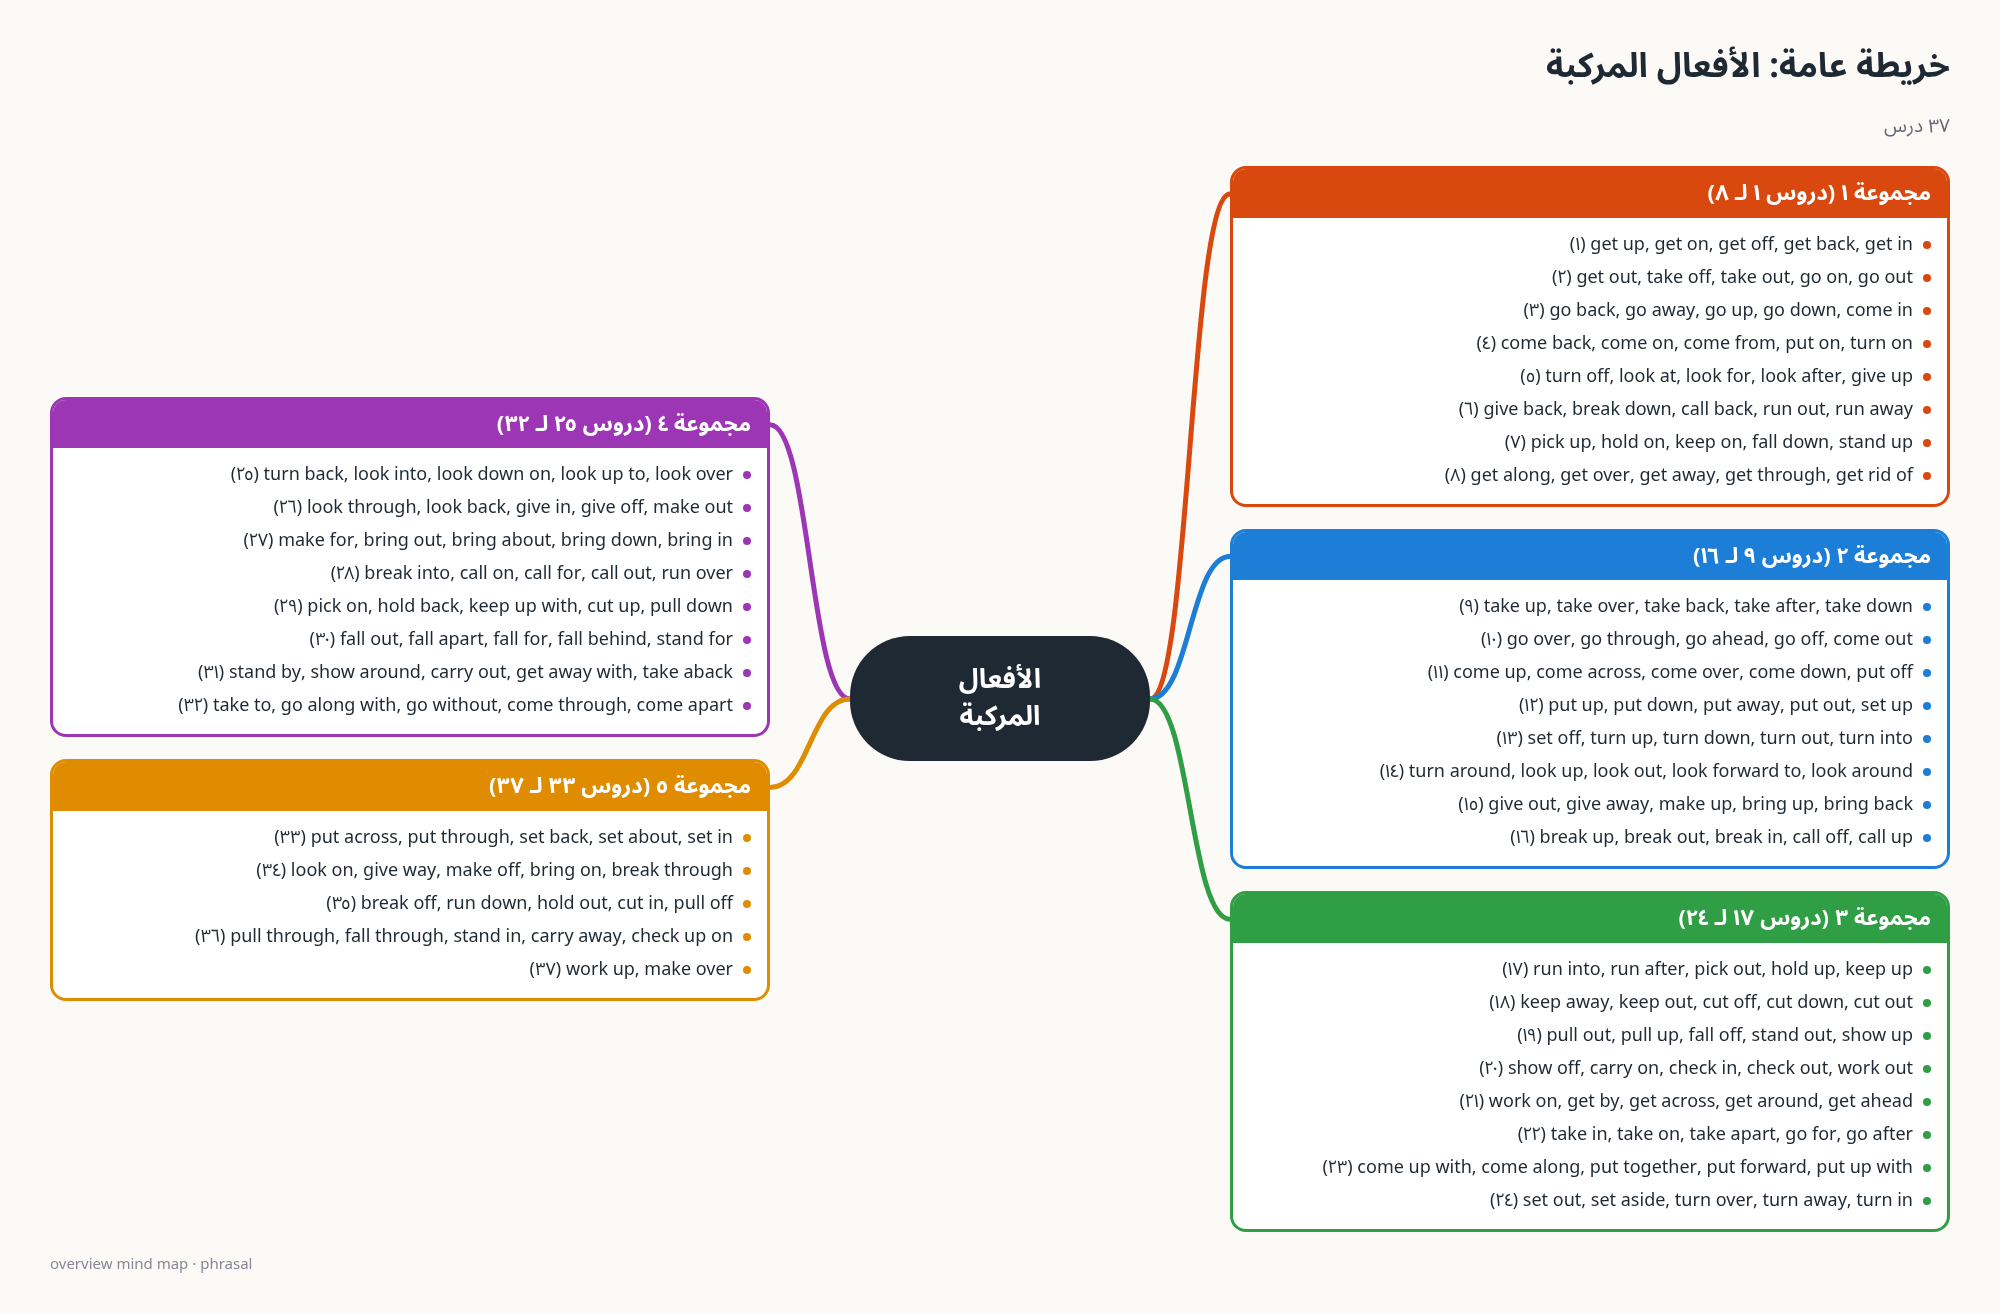 خريطة عامة: الأفعال المركبة
٣٧ درس
مجموعة ١ (دروس ١ لـ ٨)
(١) get up, get on, get off, get back, get in
(٢) get out, take off, take out, go on, go out
(٣) go back, go away, go up, go down, come in
(٤) come back, come on, come from, put on, turn on
(٥) turn off, look at, look for, look after, give up
(٦) give back, break down, call back, run out, run away
(٧) pick up, hold on, keep on, fall down, stand up
(٨) get along, get over, get away, get through, get rid of
مجموعة ٢ (دروس ٩ لـ ١٦)
(٩) take up, take over, take back, take after, take down
(١٠) go over, go through, go ahead, go off, come out
(١١) come up, come across, come over, come down, put off
(١٢) put up, put down, put away, put out, set up
(١٣) set off, turn up, turn down, turn out, turn into
(١٤) turn around, look up, look out, look forward to, look around
(١٥) give out, give away, make up, bring up, bring back
(١٦) break up, break out, break in, call off, call up
مجموعة ٣ (دروس ١٧ لـ ٢٤)
(١٧) run into, run after, pick out, hold up, keep up
(١٨) keep away, keep out, cut off, cut down, cut out
(١٩) pull out, pull up, fall off, stand out, show up
(٢٠) show off, carry on, check in, check out, work out
(٢١) work on, get by, get across, get around, get ahead
(٢٢) take in, take on, take apart, go for, go after
(٢٣) come up with, come along, put together, put forward, put up with
(٢٤) set out, set aside, turn over, turn away, turn in
الأفعال
المركبة
مجموعة ٤ (دروس ٢٥ لـ ٣٢)
(٢٥) turn back, look into, look down on, look up to, look over
(٢٦) look through, look back, give in, give off, make out
(٢٧) make for, bring out, bring about, bring down, bring in
(٢٨) break into, call on, call for, call out, run over
(٢٩) pick on, hold back, keep up with, cut up, pull down
(٣٠) fall out, fall apart, fall for, fall behind, stand for
(٣١) stand by, show around, carry out, get away with, take aback
(٣٢) take to, go along with, go without, come through, come apart
مجموعة ٥ (دروس ٣٣ لـ ٣٧)
(٣٣) put across, put through, set back, set about, set in
(٣٤) look on, give way, make off, bring on, break through
(٣٥) break off, run down, hold out, cut in, pull off
(٣٦) pull through, fall through, stand in, carry away, check up on
(٣٧) work up, make over
overview mind map · phrasal